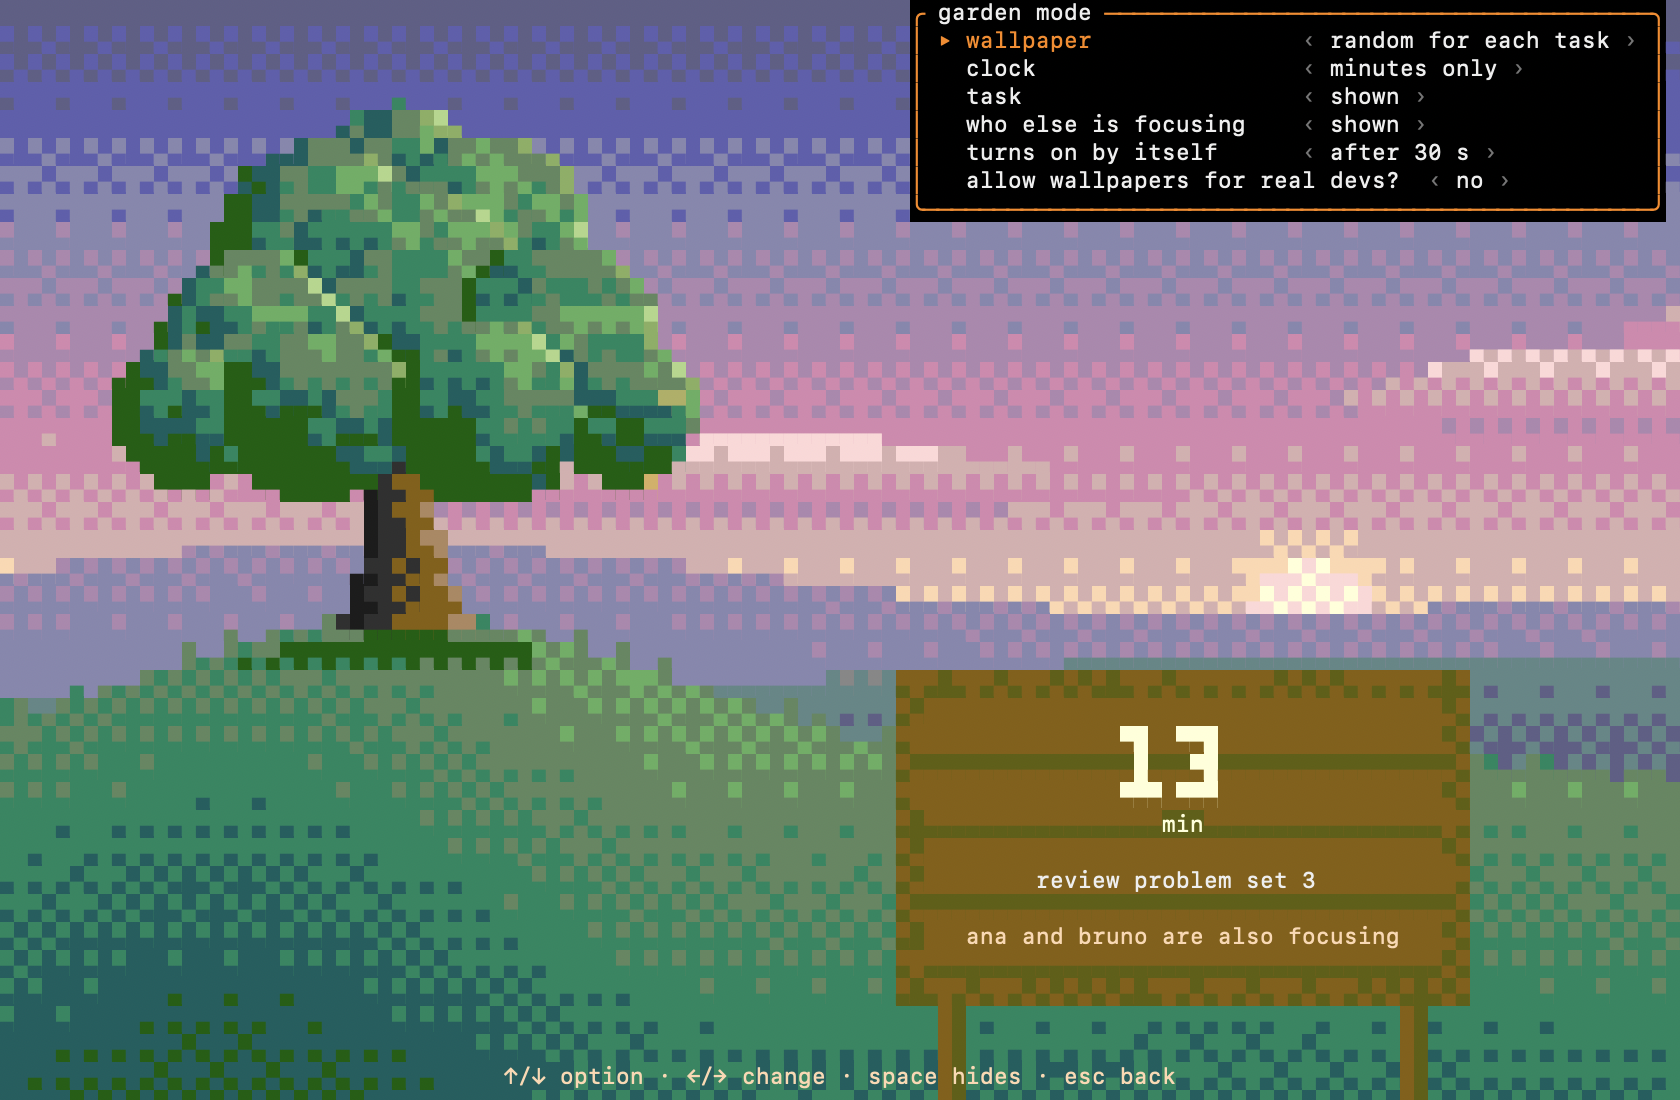 garden mode
▸ wallpaper ‹ random for each task ›
clock ‹ minutes only ›
task ‹ shown ›
who else is focusing ‹ shown ›
turns on by itself ‹ after 30 s ›
allow wallpapers for real devs? ‹ no ›
13
min
review problem set 3
ana and bruno are also focusing
↑/↓ option · ←/→ change · space hides · esc back